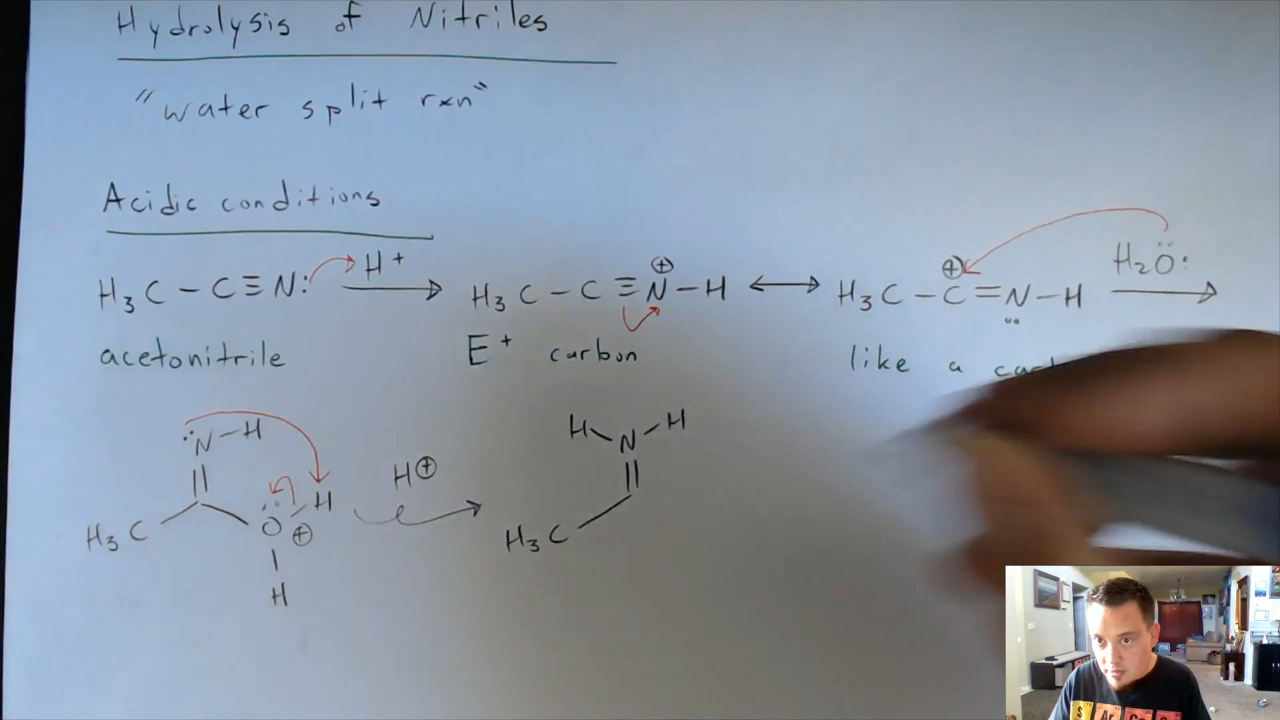 Hydrolysis of Nitriles
"water split rxn"
Acidic conditions
H3C-C≡N: H+ H3C-C≡N-H ⊕ ↔ H3C-C=N-H ⊕ H2O:
acetonitrile E+ carbon like a
:N-H H N H
H⊕
H3C O H ⊕ H3C
H